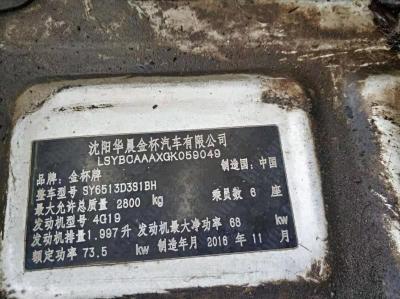 沈阳华晨金杯汽车有限公司
LSYBCAAAXGK059049
品牌：金杯牌 制造国：中国
整车型号 SY6513D3S1BH
最大允许总质量 2800 kg 乘员数 6 座
发动机型号 4G19
发动机排量 1.997 升 发动机最大净功率 68 kw
额定功率 73.5 kw 制造年月 2016 年 11 月